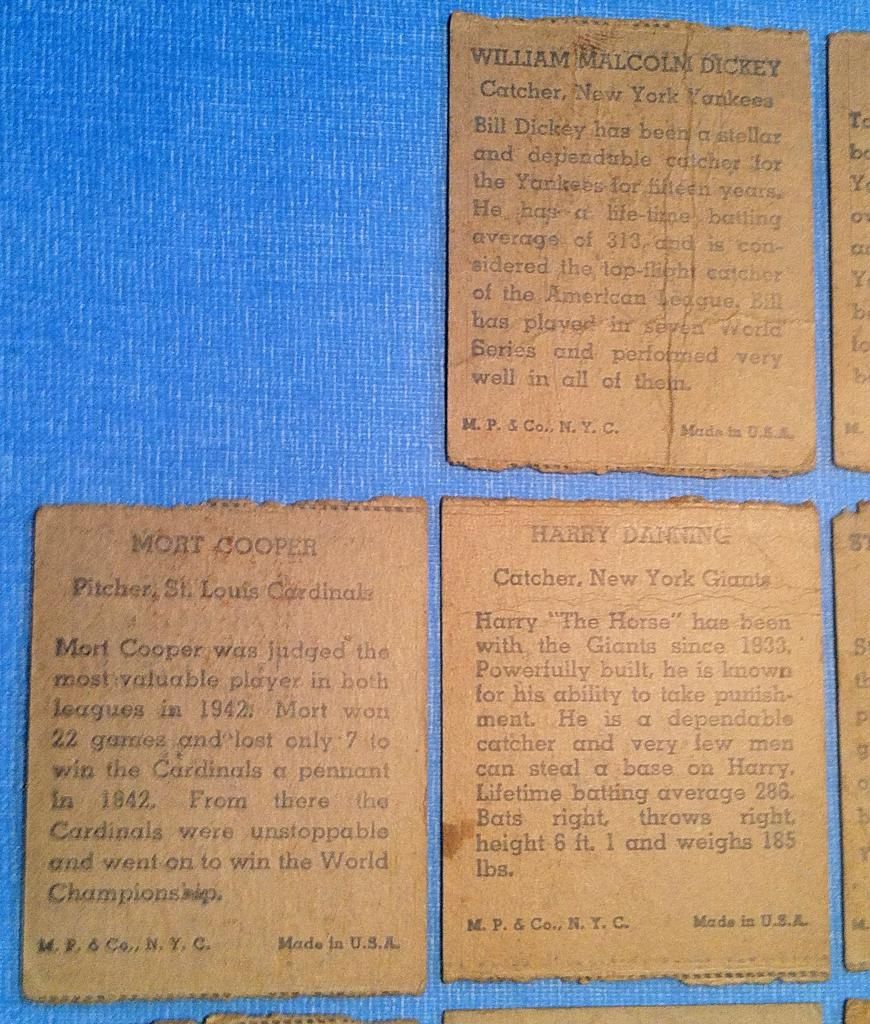 WILLIAM MALCOLM DICKEY
Catcher, New York Yankees
Bill Dickey has been a stellar
and dependable catcher for
the Yankees for fifteen years.
He has a life-time batting
average of 313, and is con-
sidered the top-flight catcher
of the American League. Bill
has played in seven World
Series and performed very
well in all of them.
M. P. & Co., N. Y. C. Made in U.S.A.
MORT COOPER
Pitcher, St. Louis Cardinals
Mort Cooper was judged the
most valuable player in both
leagues in 1942. Mort won
22 games and lost only 7 to
win the Cardinals a pennant
in 1942. From there the
Cardinals were unstoppable
and went on to win the World
Championship.
M. P. & Co., N. Y. C. Made in U.S.A.
HARRY DANNING
Catcher, New York Giants
Harry "The Horse" has been
with the Giants since 1933.
Powerfully built, he is known
for his ability to take punish-
ment. He is a dependable
catcher and very few men
can steal a base on Harry.
Lifetime batting average 286.
Bats right, throws right,
height 6 ft. 1 and weighs 185
lbs.
M. P. & Co., N. Y. C. Made in U.S.A.